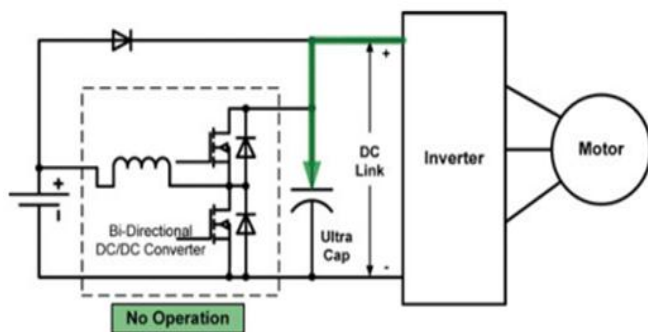 +
DC
Link
-
Inverter
Motor
+
Bi-Directional
DC/DC Converter
Ultra
Cap
No Operation